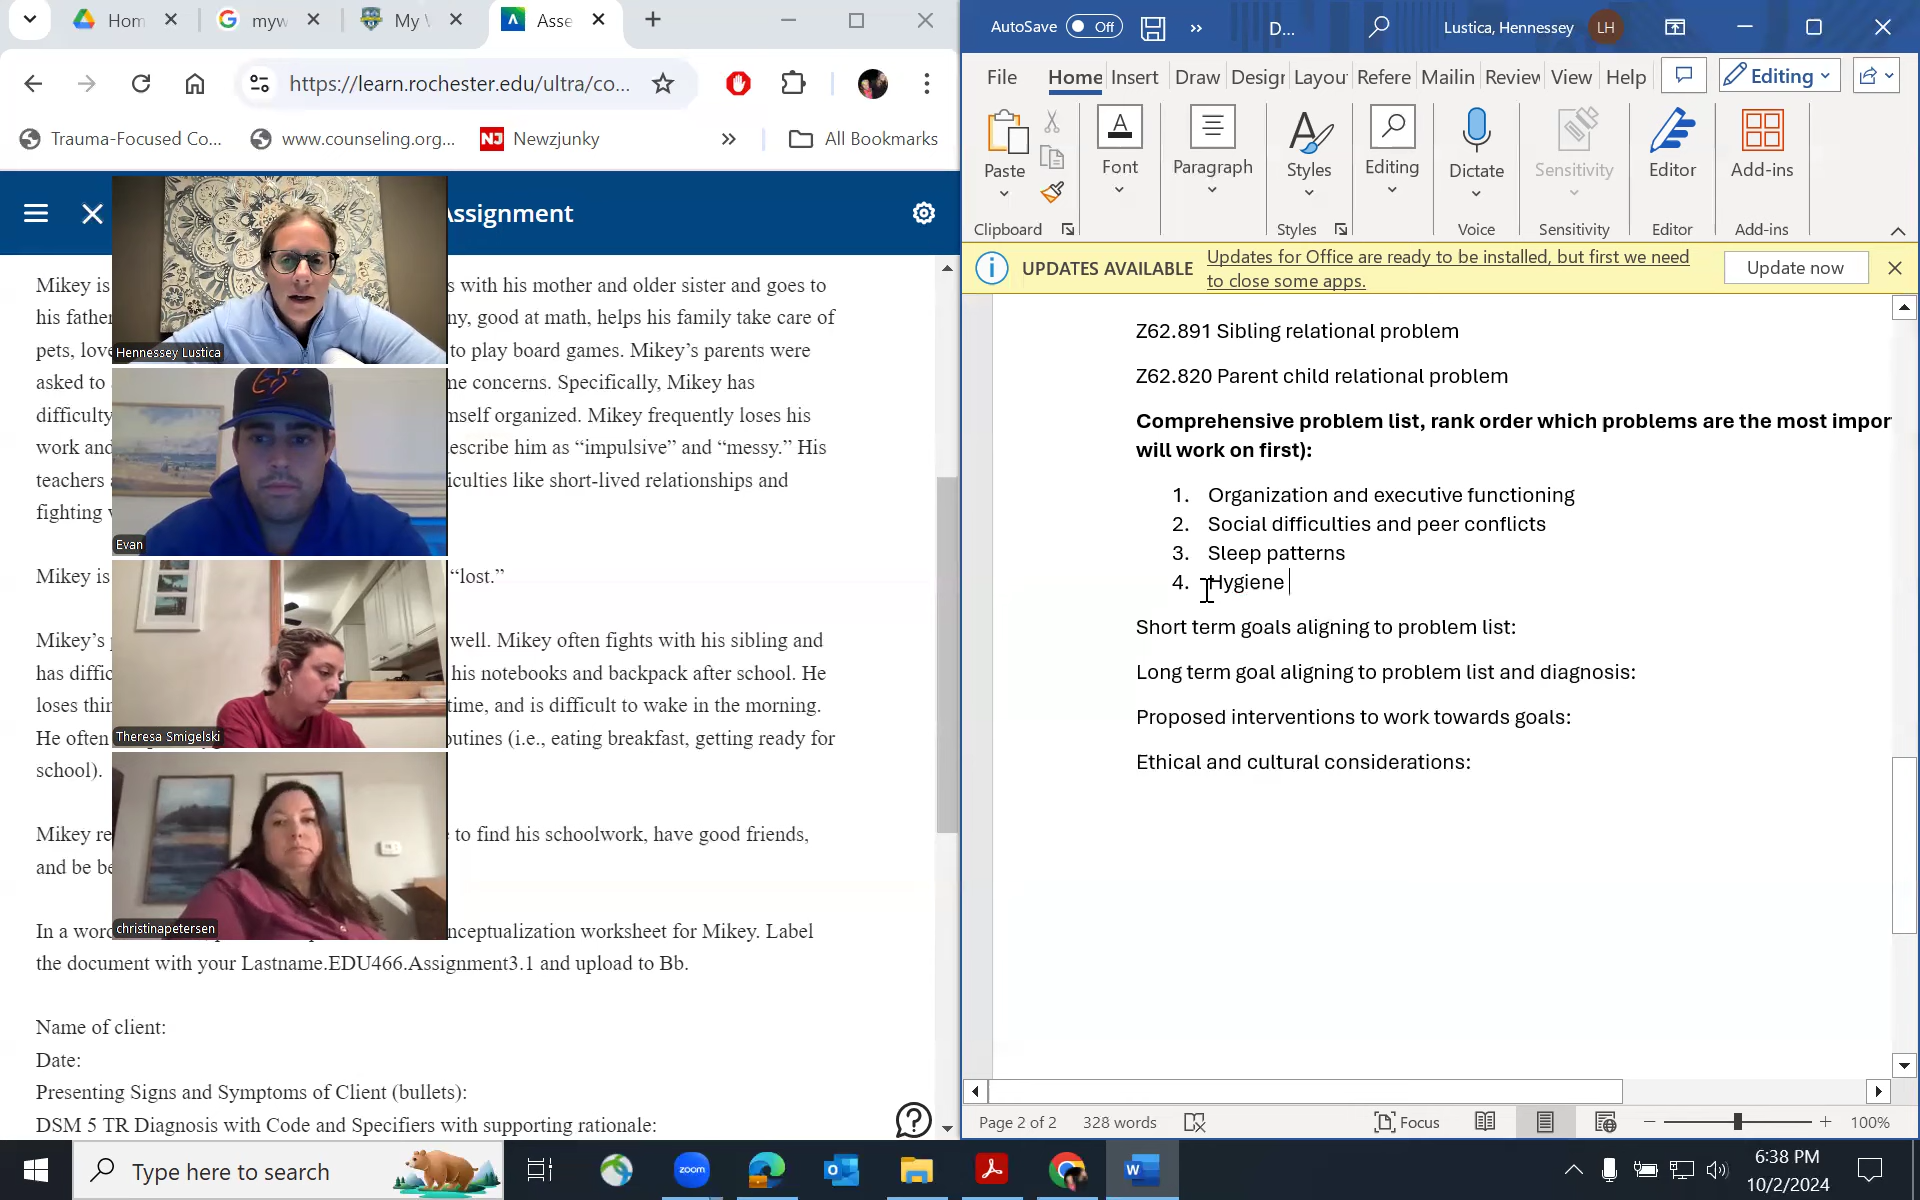 Hom
myw
My
Asse
https://learn.rochester.edu/ultra/co...
Trauma-Focused Co...
www.counseling.org...
NJ
Newzjunky
All Bookmarks
Assignment
Mikey is
s with his mother and older sister and goes to
his father
ny, good at math, helps his family take care of
pets, love
to play board games. Mikey's parents were
asked to
me concerns. Specifically, Mikey has
difficulty
mself organized. Mikey frequently loses his
work and
escribe him as "impulsive" and "messy." His
teachers
iculties like short-lived relationships and
fighting
Mikey is
"lost."
Mikey's
well. Mikey often fights with his sibling and
has diffic
his notebooks and backpack after school. He
loses thin
time, and is difficult to wake in the morning.
He often
outines (i.e., eating breakfast, getting ready for
school).
Mikey re
to find his schoolwork, have good friends,
and be be
In a word
nceptualization worksheet for Mikey. Label
the document with your Lastname.EDU466.Assignment3.1 and upload to Bb.
Name of client:
Date:
Presenting Signs and Symptoms of Client (bullets):
DSM 5 TR Diagnosis with Code and Specifiers with supporting rationale:
Hennessey Lustica
Evan
Theresa Smigelski
christinapetersen
AutoSave
Off
D...
Lustica, Hennessey
LH
File
Home
Insert
Draw
Design
Layou
Refere
Mailin
Review
View
Help
Editing
Paste
Font
Paragraph
Styles
Editing
Dictate
Sensitivity
Editor
Add-ins
Clipboard
Styles
Voice
Sensitivity
Editor
Add-ins
UPDATES AVAILABLE
Updates for Office are ready to be installed, but first we need
to close some apps.
Update now
Z62.891 Sibling relational problem
Z62.820 Parent child relational problem
Comprehensive problem list, rank order which problems are the most impor
will work on first):
1. Organization and executive functioning
2. Social difficulties and peer conflicts
3. Sleep patterns
4. Hygiene
Short term goals aligning to problem list:
Long term goal aligning to problem list and diagnosis:
Proposed interventions to work towards goals:
Ethical and cultural considerations:
Page 2 of 2
328 words
Focus
100%
Type here to search
zoom
6:38 PM
10/2/2024